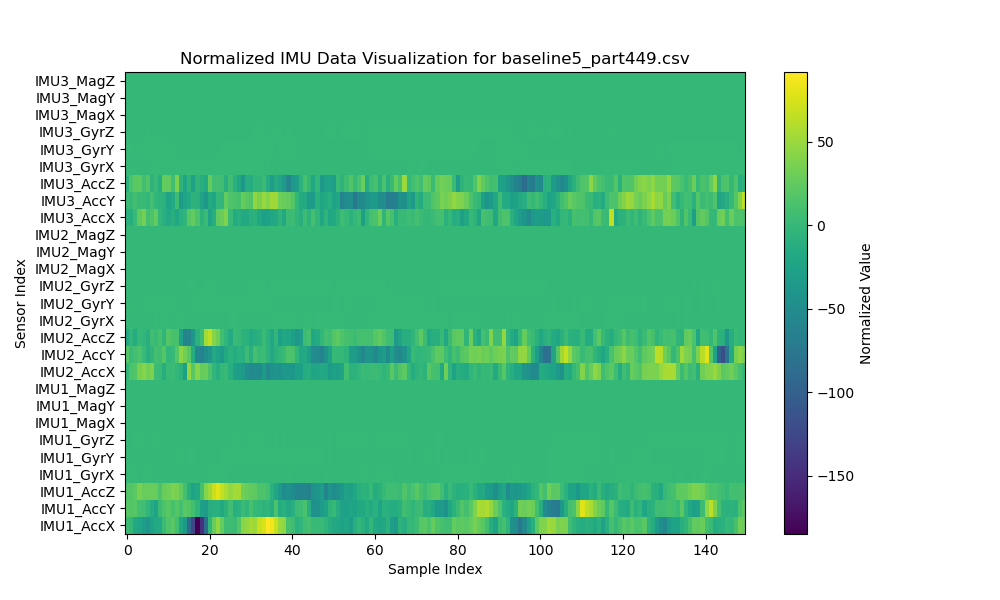 Normalized IMU Data Visualization for baseline5_part449.csv
IMU3_MagZ
IMU3_MagY
IMU3_MagX
IMU3_GyrZ
IMU3_GyrY
IMU3_GyrX
IMU3_AccZ
IMU3_AccY
IMU3_AccX
IMU2_MagZ
IMU2_MagY
IMU2_MagX
IMU2_GyrZ
IMU2_GyrY
IMU2_GyrX
IMU2_AccZ
IMU2_AccY
IMU2_AccX
IMU1_MagZ
IMU1_MagY
IMU1_MagX
IMU1_GyrZ
IMU1_GyrY
IMU1_GyrX
IMU1_AccZ
IMU1_AccY
IMU1_AccX
Sensor Index
0 20 40 60 80 100 120 140
Sample Index
50
0
−50
−100
−150
Normalized Value